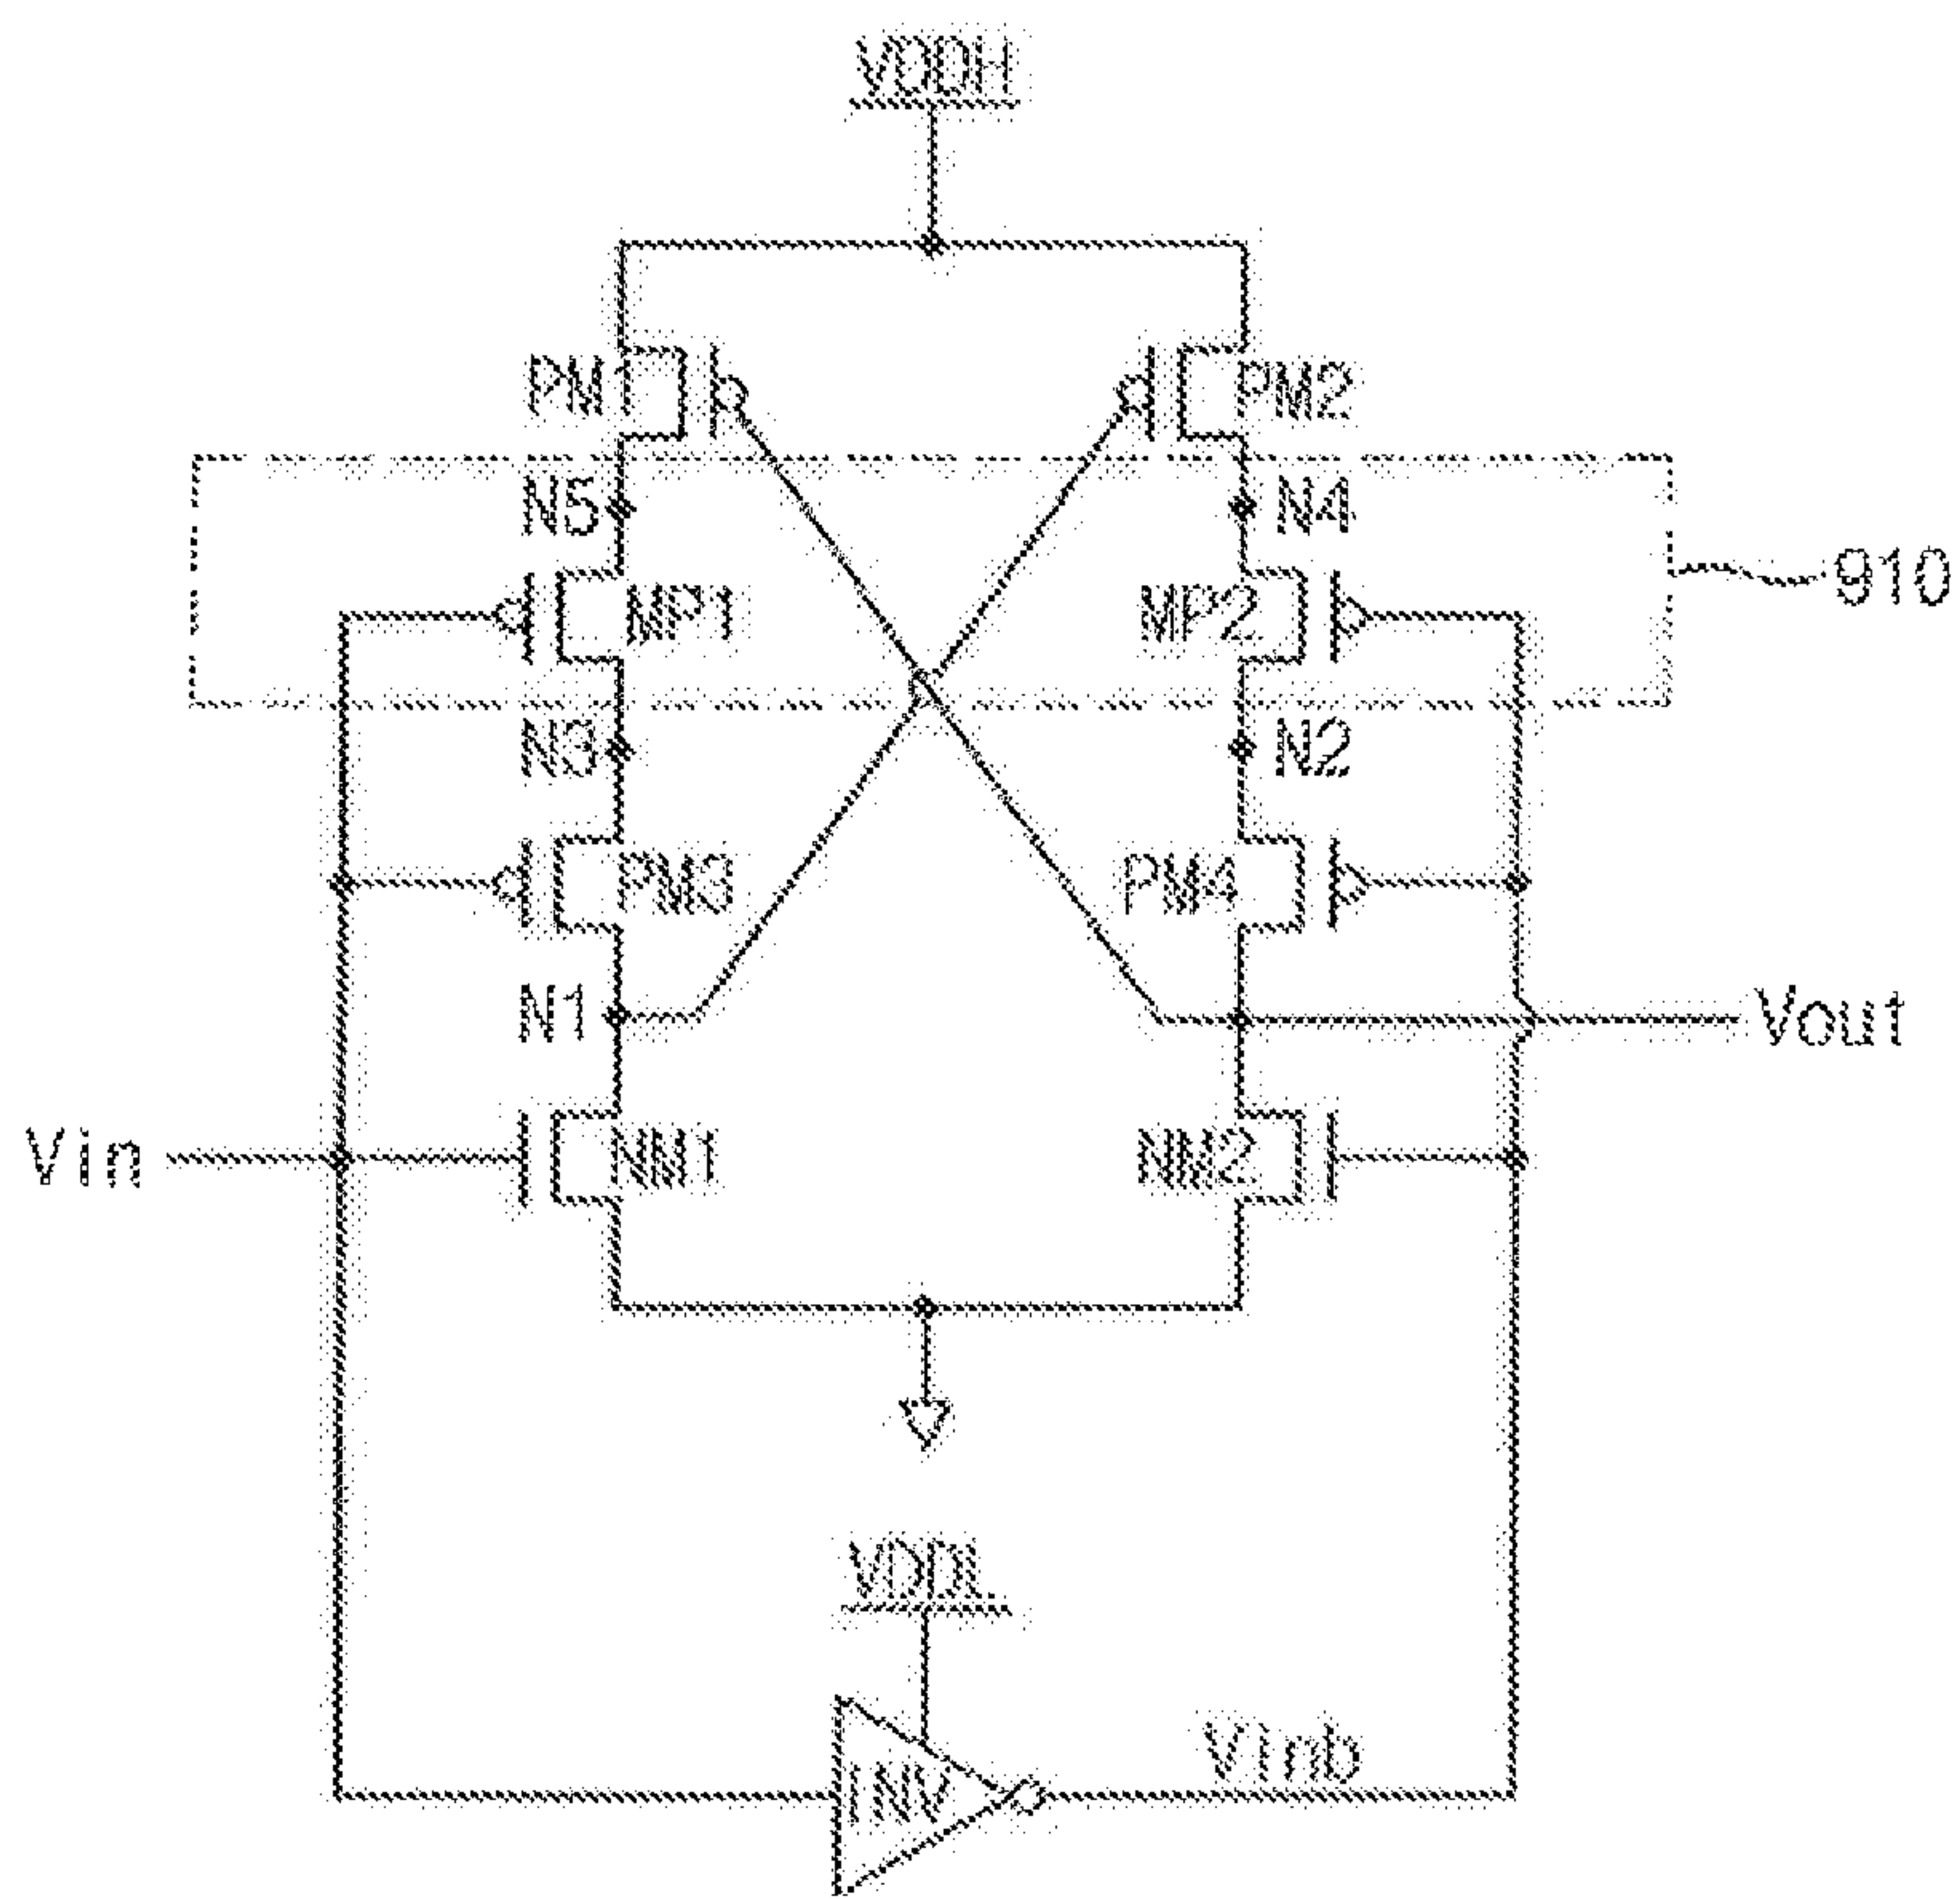 VDDH
PM1
PM2
N5
N4
MP1
MP2
910
N3
N2
PM3
PM4
N1
Vout
Vin
NM1
NM2
VDDL
Vinb
INV